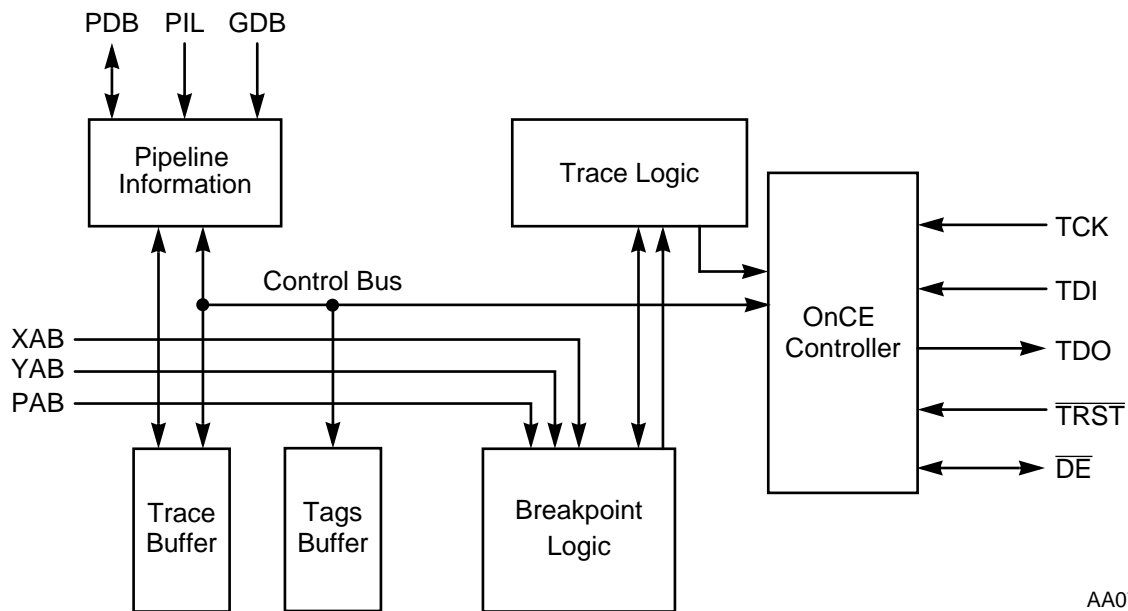 PDB PIL GDB
Pipeline
Information
Trace Logic
TCK
Control Bus
TDI
OnCE
Controller
XAB
TDO
YAB
PAB
TRST
DE
Trace
Buffer
Tags
Buffer
Breakpoint
Logic